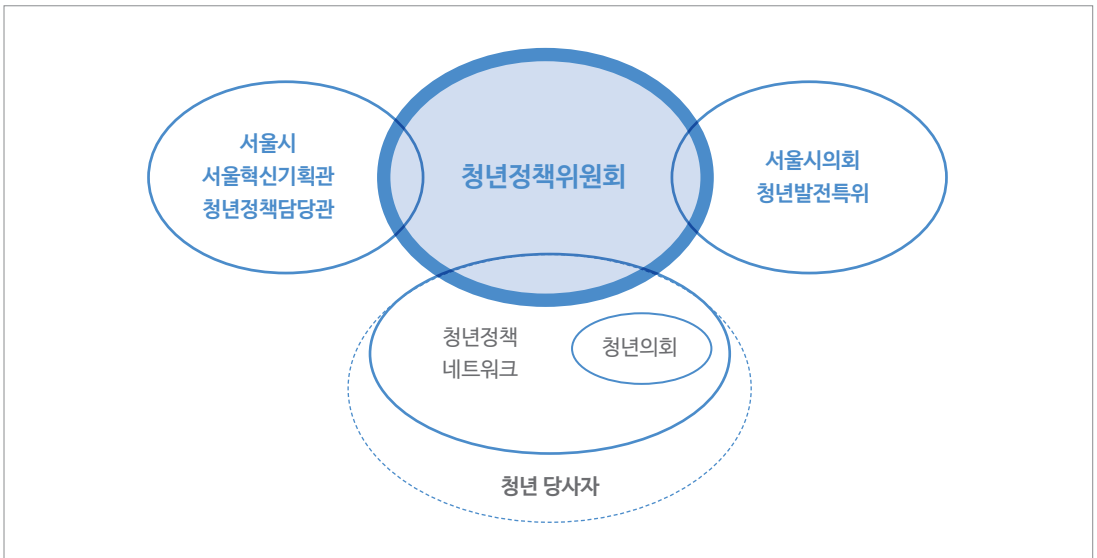 서울시
서울혁신기획관
청년정책담당관
청년정책위원회
서울시의회
청년발전특위
청년정책
네트워크
청년의회
청년 당사자